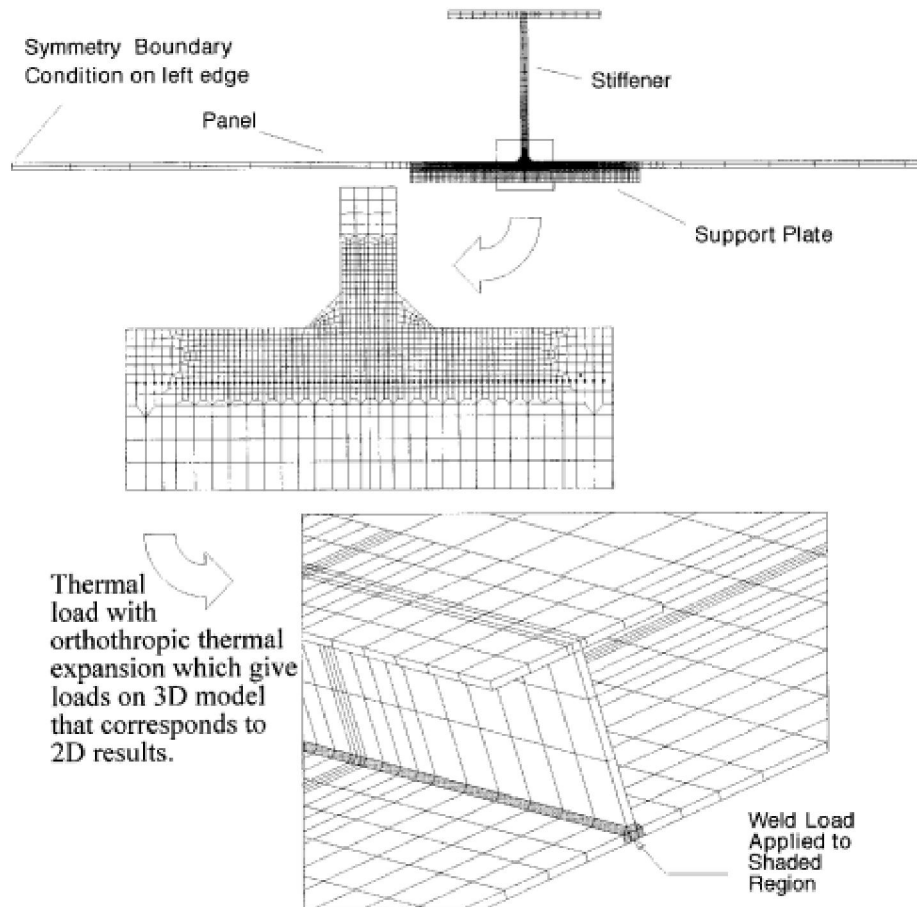 Symmetry Boundary
Condition on left edge
Panel
Stiffener
Support Plate
Thermal
load with
orthothropic thermal
expansion which give
loads on 3D model
that corresponds to
2D results.
Weld Load
Applied to
Shaded
Region